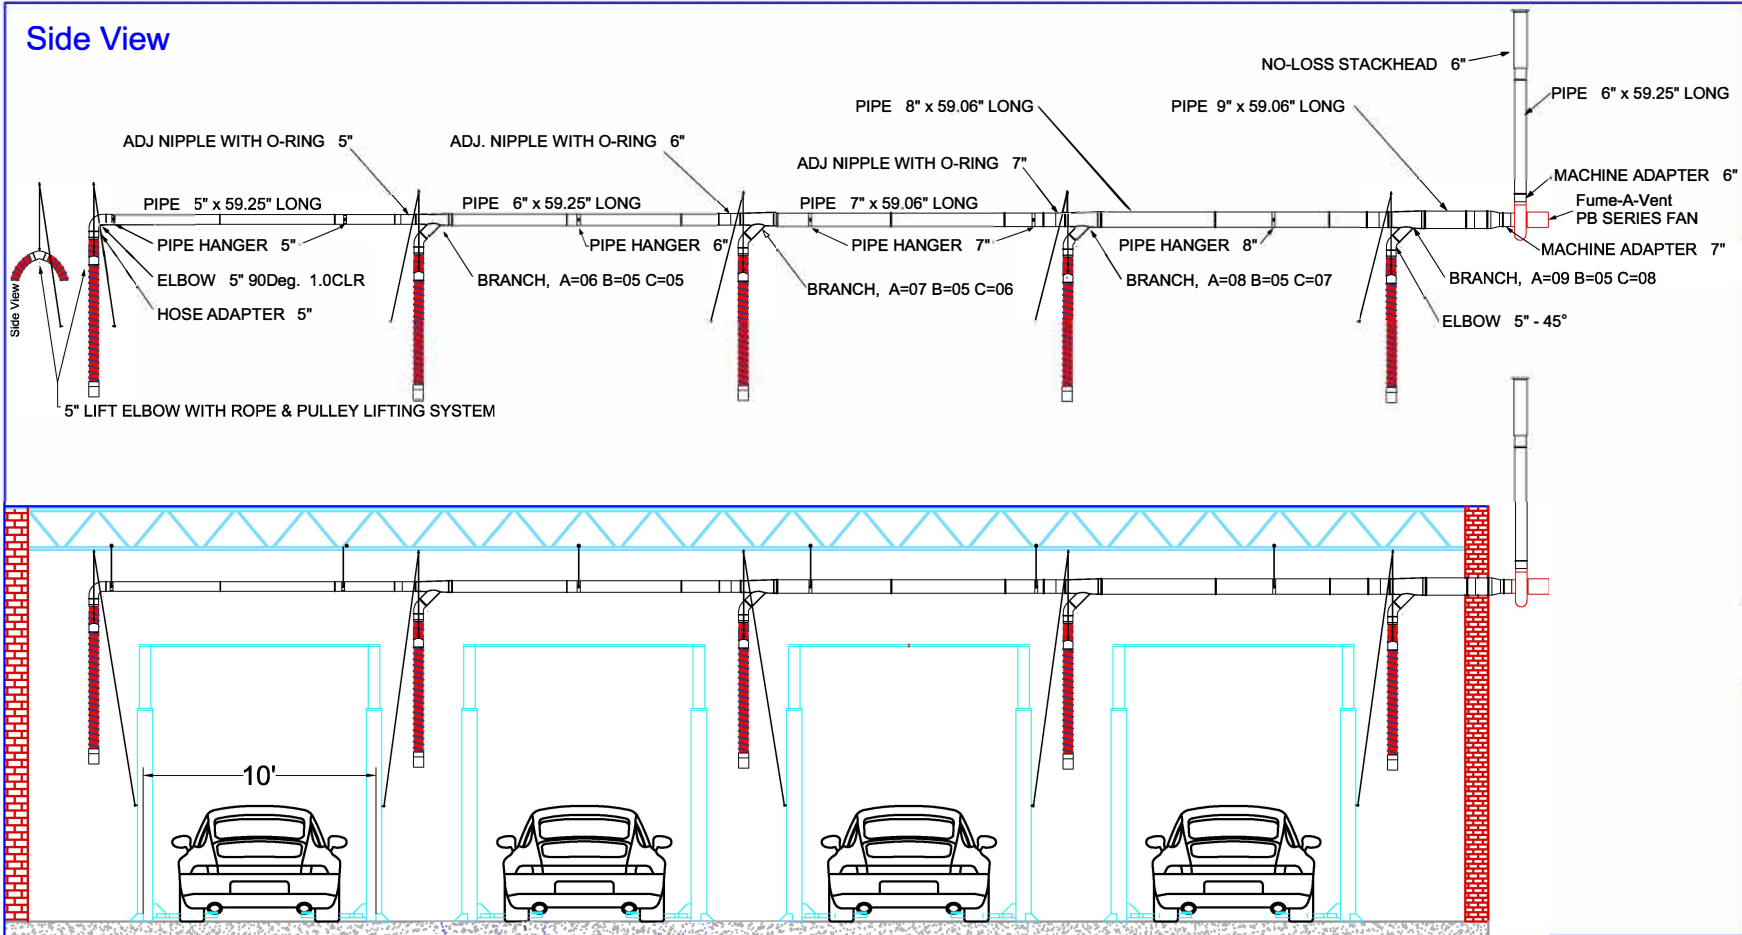 Side View
NO-LOSS STACKHEAD 6"
PIPE 8" x 59.06" LONG
PIPE 9" x 59.06" LONG
PIPE 6" x 59.25" LONG
ADJ NIPPLE WITH O-RING 5"
ADJ. NIPPLE WITH O-RING 6"
ADJ NIPPLE WITH O-RING 7"
MACHINE ADAPTER 6"
PIPE 5" x 59.25" LONG
PIPE 6" x 59.25" LONG
PIPE 7" x 59.06" LONG
Fume-A-Vent
PB SERIES FAN
PIPE HANGER 5"
PIPE HANGER 6"
PIPE HANGER 7"
PIPE HANGER 8"
MACHINE ADAPTER 7"
ELBOW 5" 90Deg. 1.0CLR
BRANCH, A=06 B=05 C=05
BRANCH, A=07 B=05 C=06
BRANCH, A=08 B=05 C=07
BRANCH, A=09 B=05 C=08
Side View
HOSE ADAPTER 5"
ELBOW 5" - 45°
5" LIFT ELBOW WITH ROPE & PULLEY LIFTING SYSTEM
10'